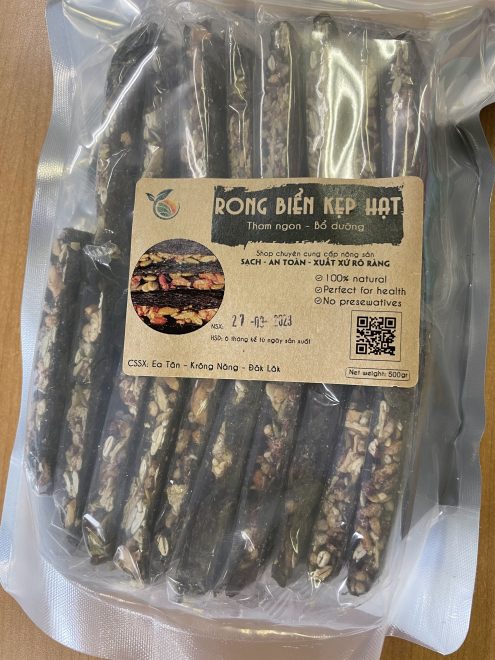 RONG BIỂN KẸP HẠT
Thơm ngon - Bổ dưỡng
Shop chuyên cung cấp nông sản
SẠCH - AN TOÀN - XUẤT XỨ RÕ RÀNG
100% natural
Perfect for health
No presewatives
NSX: 27 -09- 2023
HSD: 6 tháng kể từ ngày sản xuất
CSSX: Ea Tân - Krông Năng - Đăk Lăk
Net weight: 500gr